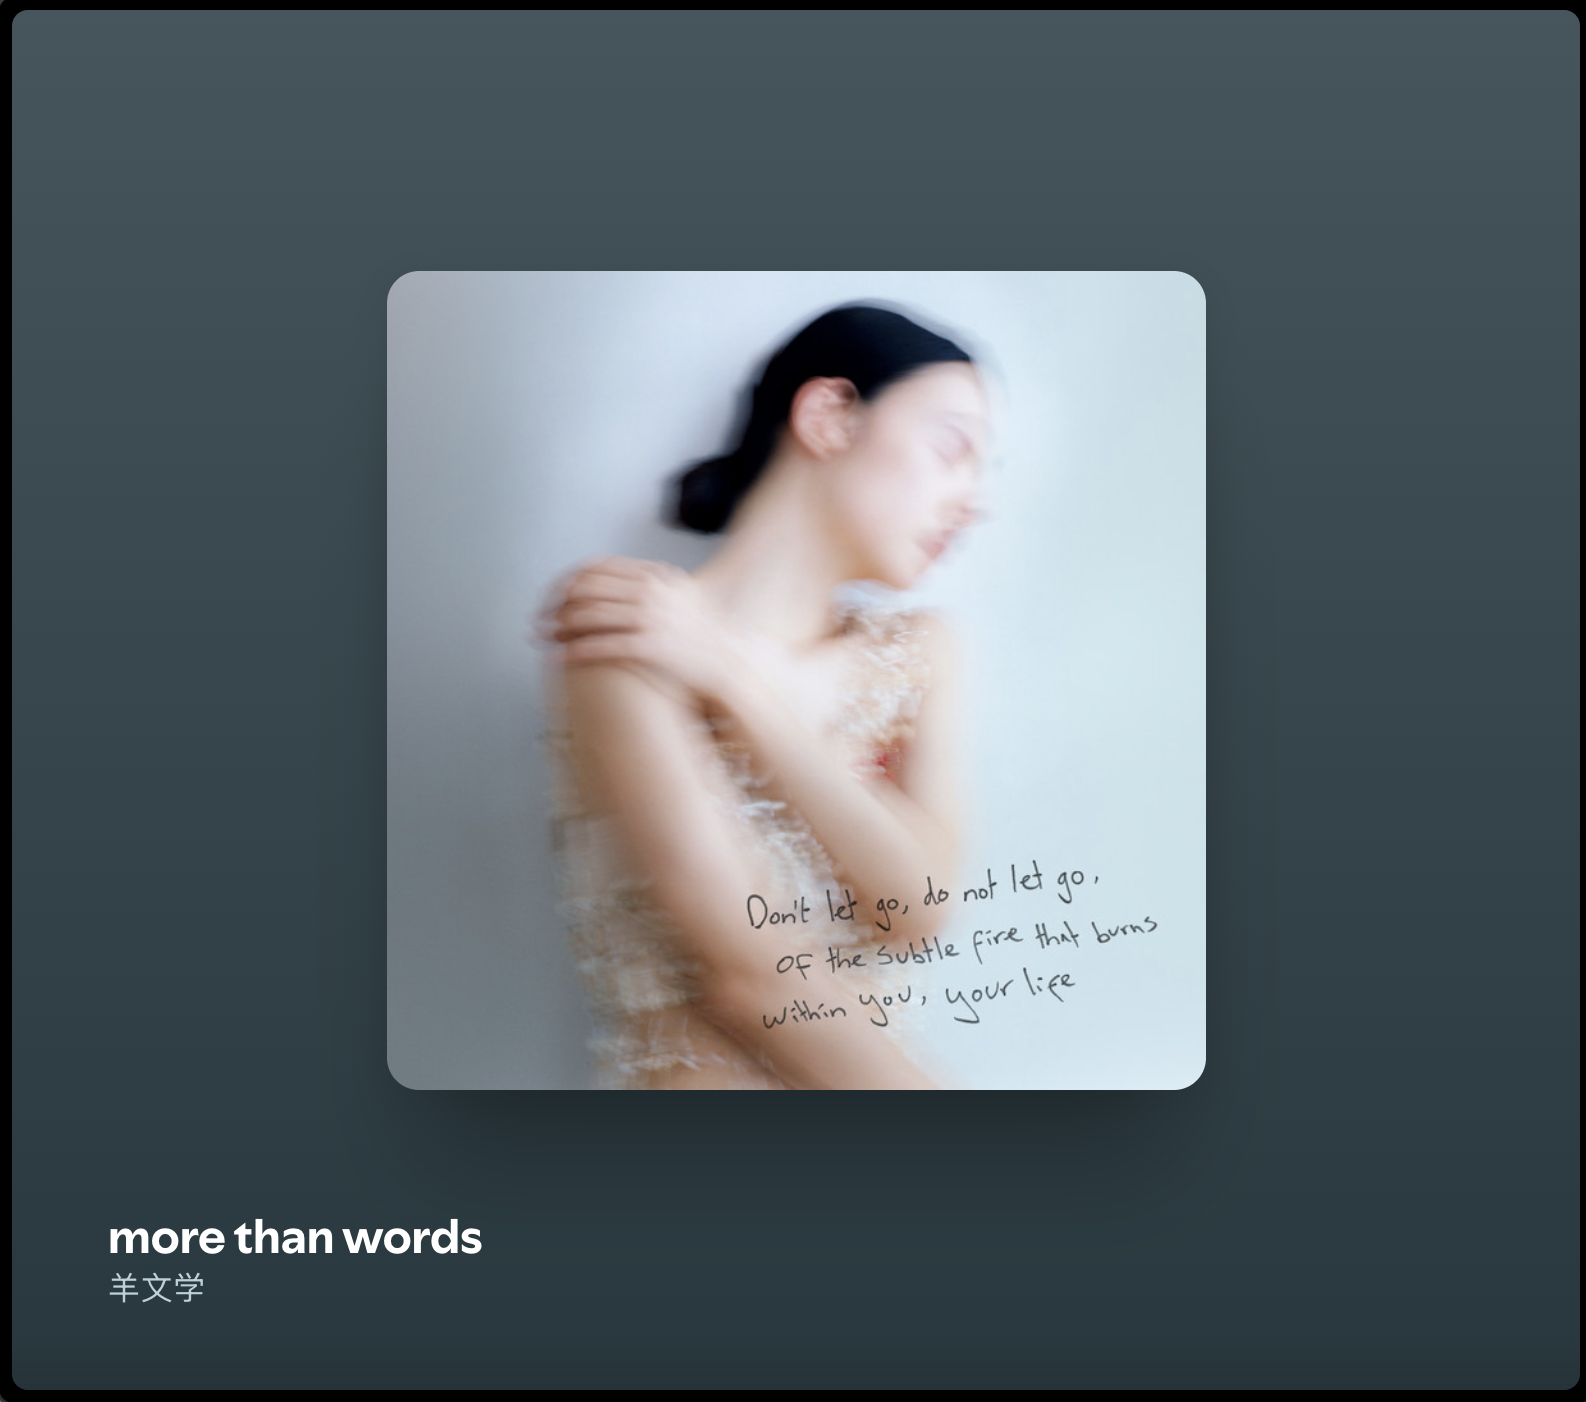 Don't let go, do not let go,
of the subtle fire that burns
within you, your life
more than words
羊文学